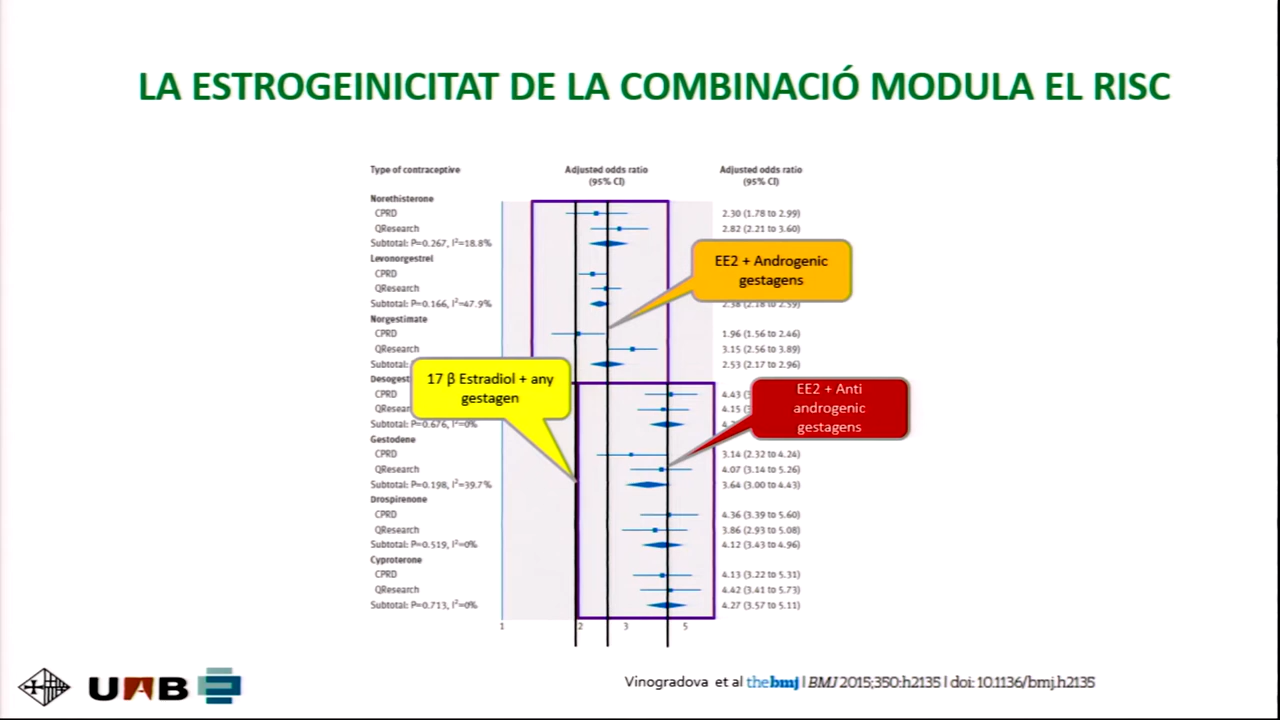 LA ESTROGEINICITAT DE LA COMBINACIÓ MODULA EL RISC
Type of contraceptive
Adjusted odds ratio
(95% CI)
Adjusted odds ratio
(95% CI)
Norethisterone
CPRD 2.30 (1.78 to 2.99)
QResearch 2.82 (2.21 to 3.60)
Subtotal: P=0.267, I²=18.8%
Levonorgestrel
CPRD
QResearch
Subtotal: P=0.166, I²=47.9% 2.38 (2.18 to 2.59)
EE2 + Androgenic
gestagens
Norgestimate
CPRD 1.96 (1.56 to 2.46)
QResearch 3.15 (2.56 to 3.89)
Subtotal: 2.53 (2.17 to 2.96)
17 β Estradiol + any
gestagen
CPRD 4.43
4.15
P=0.676, I²=0%
EE2 + Anti
androgenic
gestagens
Gestodene
CPRD 3.14 (2.32 to 4.24)
QResearch 4.07 (3.14 to 5.26)
Subtotal: P=0.198, I²=39.7% 3.64 (3.00 to 4.43)
Drospirenone
CPRD 4.36 (3.39 to 5.60)
QResearch 3.86 (2.93 to 5.08)
Subtotal: P=0.519, I²=0% 4.12 (3.43 to 4.96)
Cyproterone
CPRD 4.13 (3.22 to 5.31)
QResearch 4.42 (3.41 to 5.73)
Subtotal: P=0.713, I²=0% 4.27 (3.57 to 5.11)
1 2 3 5
UAB
Vinogradova et al thebmj | BMJ 2015;350:h2135 | doi: 10.1136/bmj.h2135